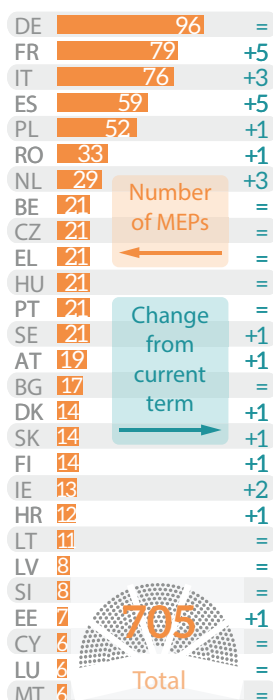 DE 96 =
FR 79 +5
IT 76 +3
ES 59 +5
PL 52 +1
RO 33 +1
NL 29 +3
BE 21 =
CZ 21 =
EL 21 =
HU 21 =
PT 21 =
SE 21 +1
AT 19 +1
BG 17 =
DK 14 +1
SK 14 +1
FI 14 +1
IE 13 +2
HR 12 +1
LT 11 =
LV 8 =
SI 8 =
EE 7 +1
CY 6 =
LU 6 =
MT 6 =
Number
of MEPs
Change
from
current
term
705
Total